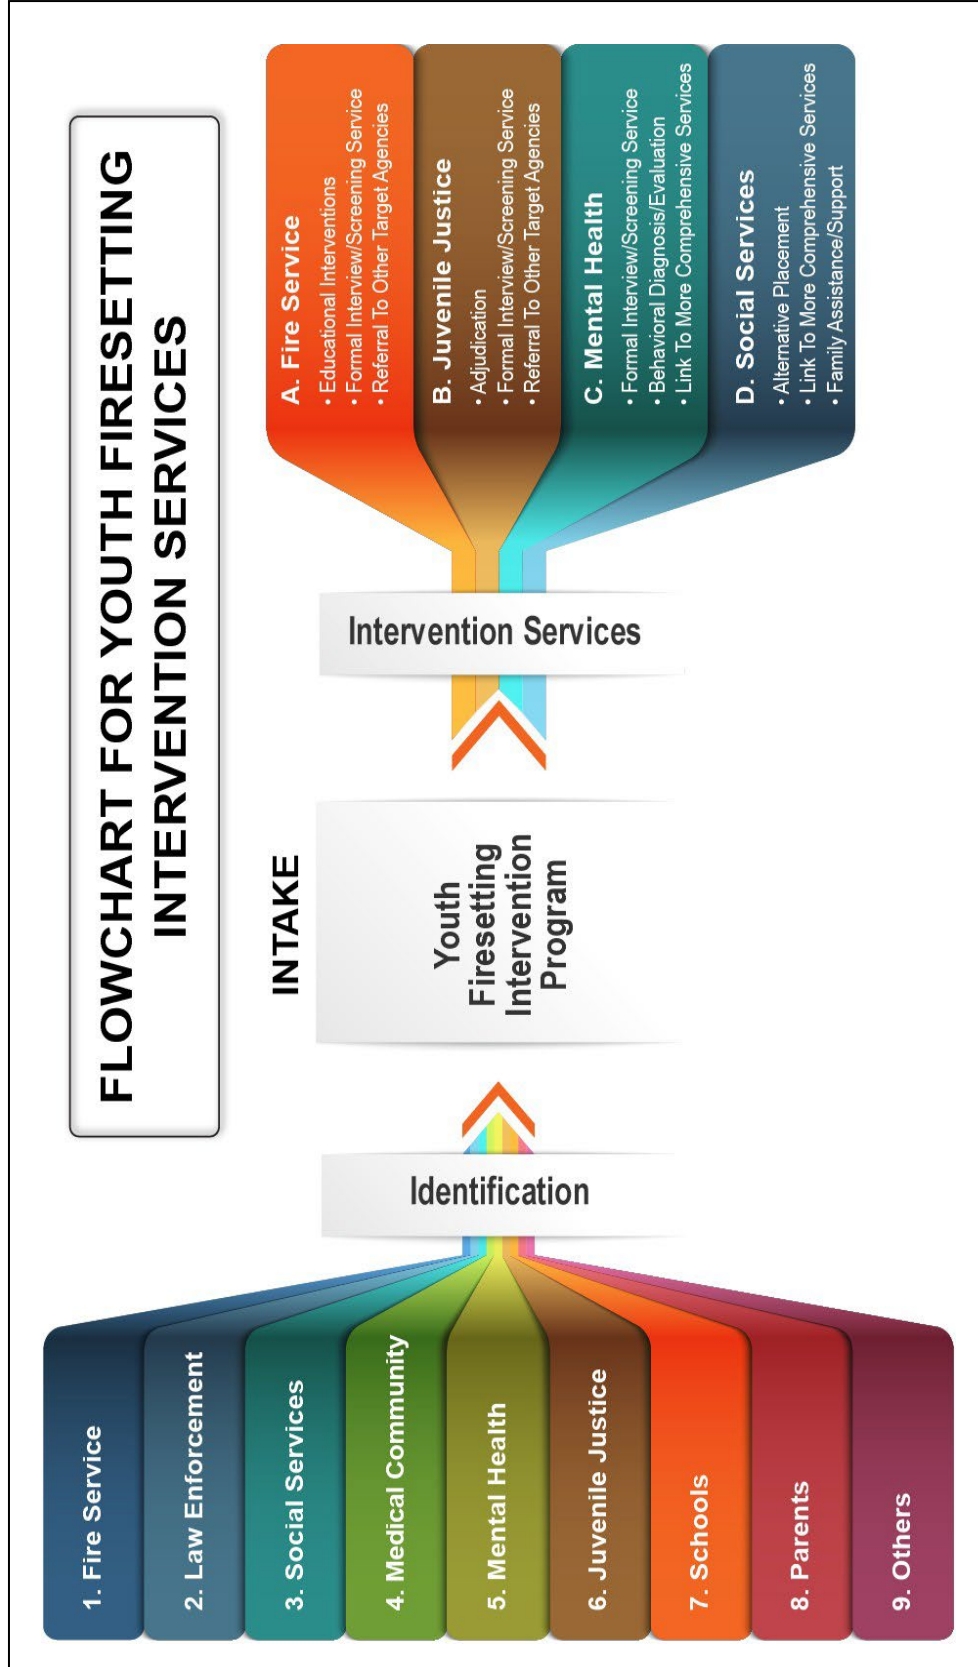 FLOWCHART FOR YOUTH FIRESETTING
INTERVENTION SERVICES
1. Fire Service
2. Law Enforcement
3. Social Services
4. Medical Community
5. Mental Health
6. Juvenile Justice
7. Schools
8. Parents
9. Others
Identification
INTAKE
Youth
Firesetting
Intervention
Program
Intervention Services
A. Fire Service
• Educational Interventions
• Formal Interview/Screening Service
• Referral To Other Target Agencies
B. Juvenile Justice
• Adjudication
• Formal Interview/Screening Service
• Referral To Other Target Agencies
C. Mental Health
• Formal Interview/Screening Service
• Behavioral Diagnosis/Evaluation
• Link To More Comprehensive Services
D. Social Services
• Alternative Placement
• Link To More Comprehensive Services
• Family Assistance/Support